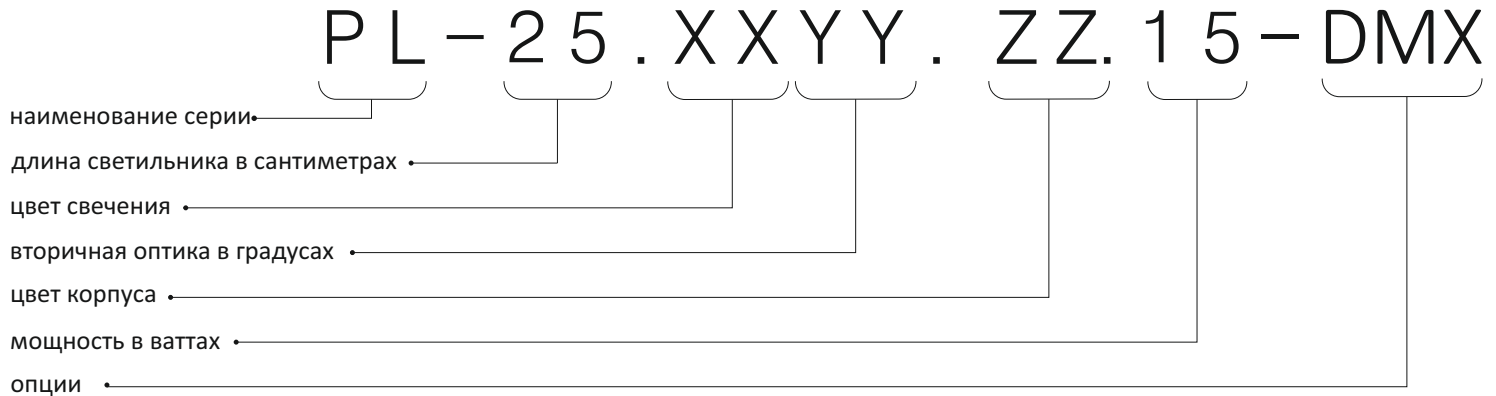 PL-25.XXYY.ZZ.15-DMX
наименование серии
длина светильника в сантиметрах
цвет свечения
вторичная оптика в градусах
цвет корпуса
мощность в ваттах
опции